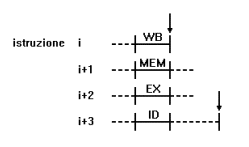 istruzione i WB
i+1 MEM
i+2 EX
i+3 ID